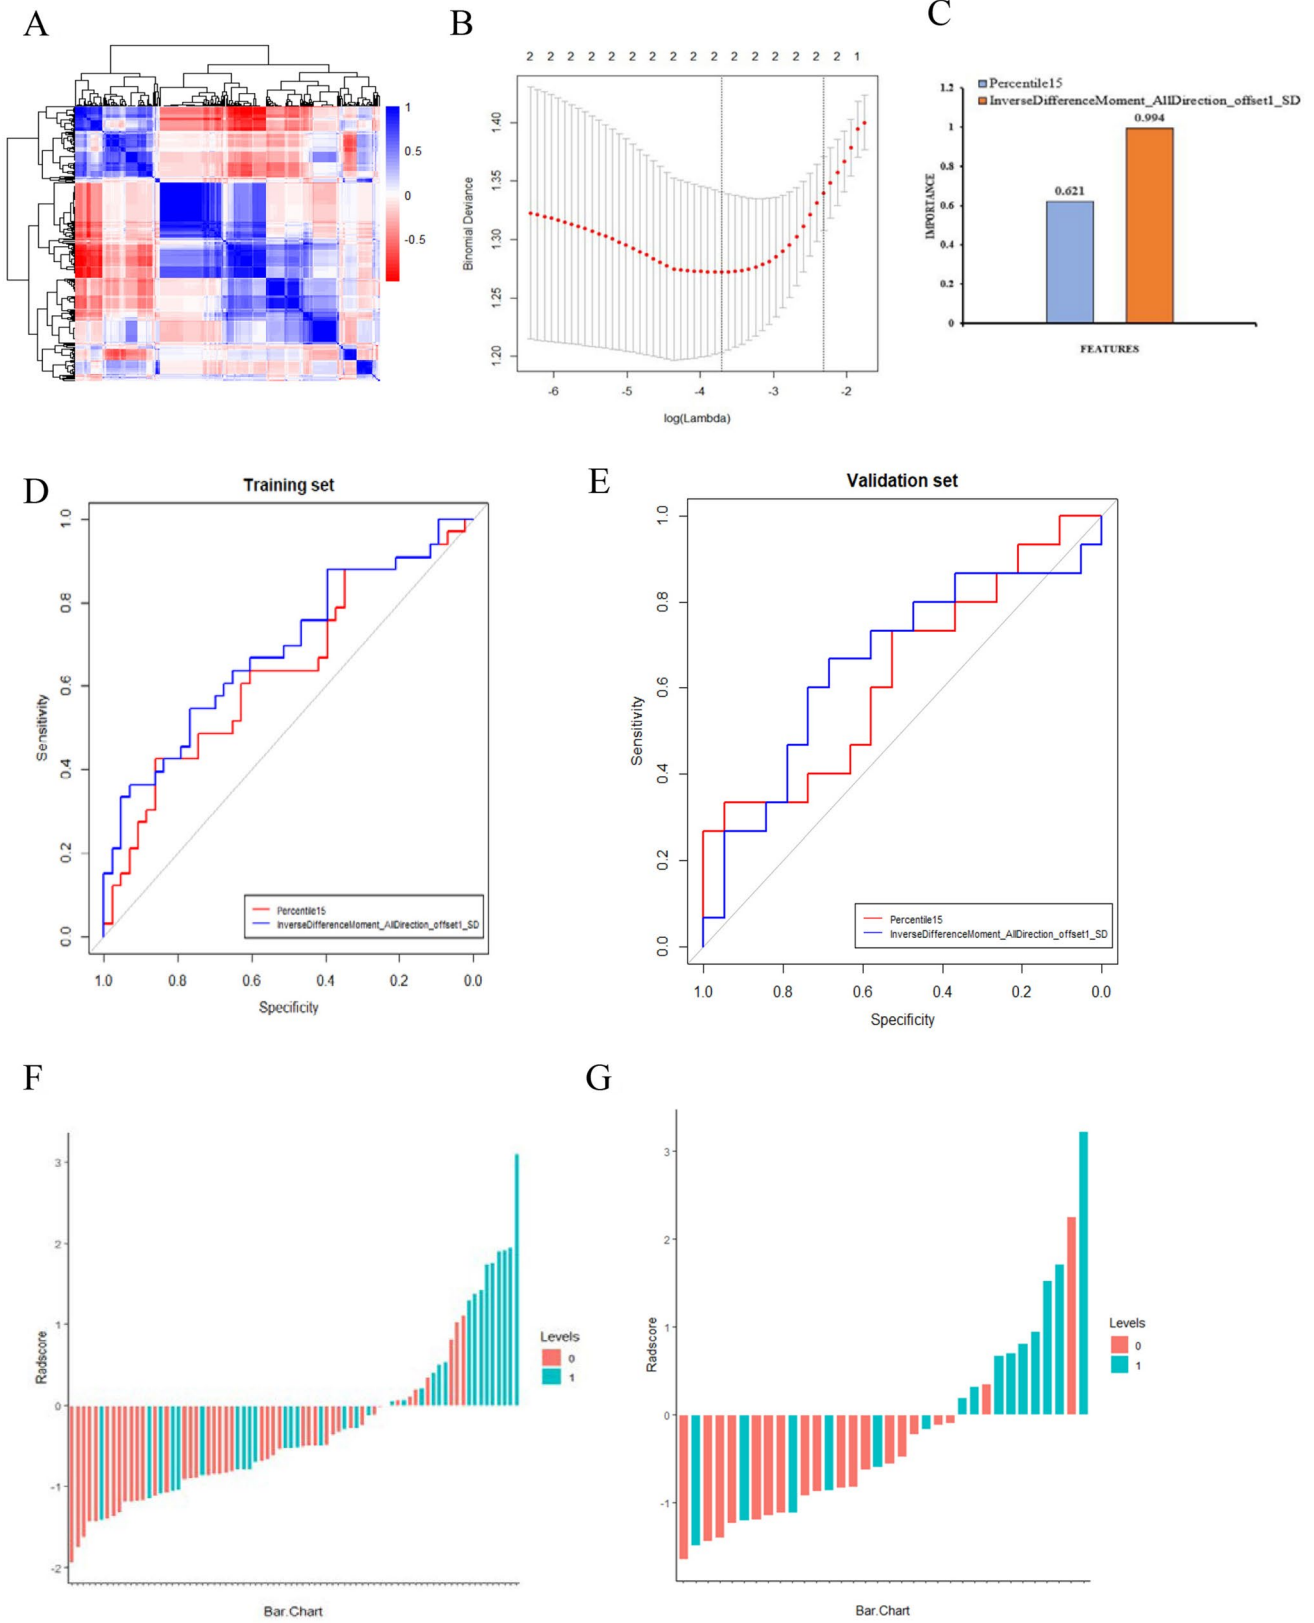 A
1
0.5
0
-0.5
B
2 2 2 2 2 2 2 2 2 2 2 2 2 2 2 2 1
1.40
1.35
1.30
1.25
1.20
Binomial Deviance
-6 -5 -4 -3 -2
log(Lambda)
C
Percentile15
InverseDifferenceMoment_AllDirection_offset1_SD
1.2
1
0.8
0.6
0.4
0.2
0
IMPORTANCE
0.621
0.994
FEATURES
D
Training set
1.0
0.8
0.6
0.4
0.2
0.0
Sensitivity
Percentile15
InverseDifferenceMoment_AllDirection_offset1_SD
1.0 0.8 0.6 0.4 0.2 0.0
Specificity
E
Validation set
1.0
0.8
0.6
0.4
0.2
0.0
Sensitivity
Percentile15
InverseDifferenceMoment_AllDirection_offset1_SD
1.0 0.8 0.6 0.4 0.2 0.0
Specificity
F
3
2
1
0
-1
-2
Radscore
Levels
0
1
Bar.Chart
G
3
2
1
0
-1
Radscore
Levels
0
1
Bar.Chart